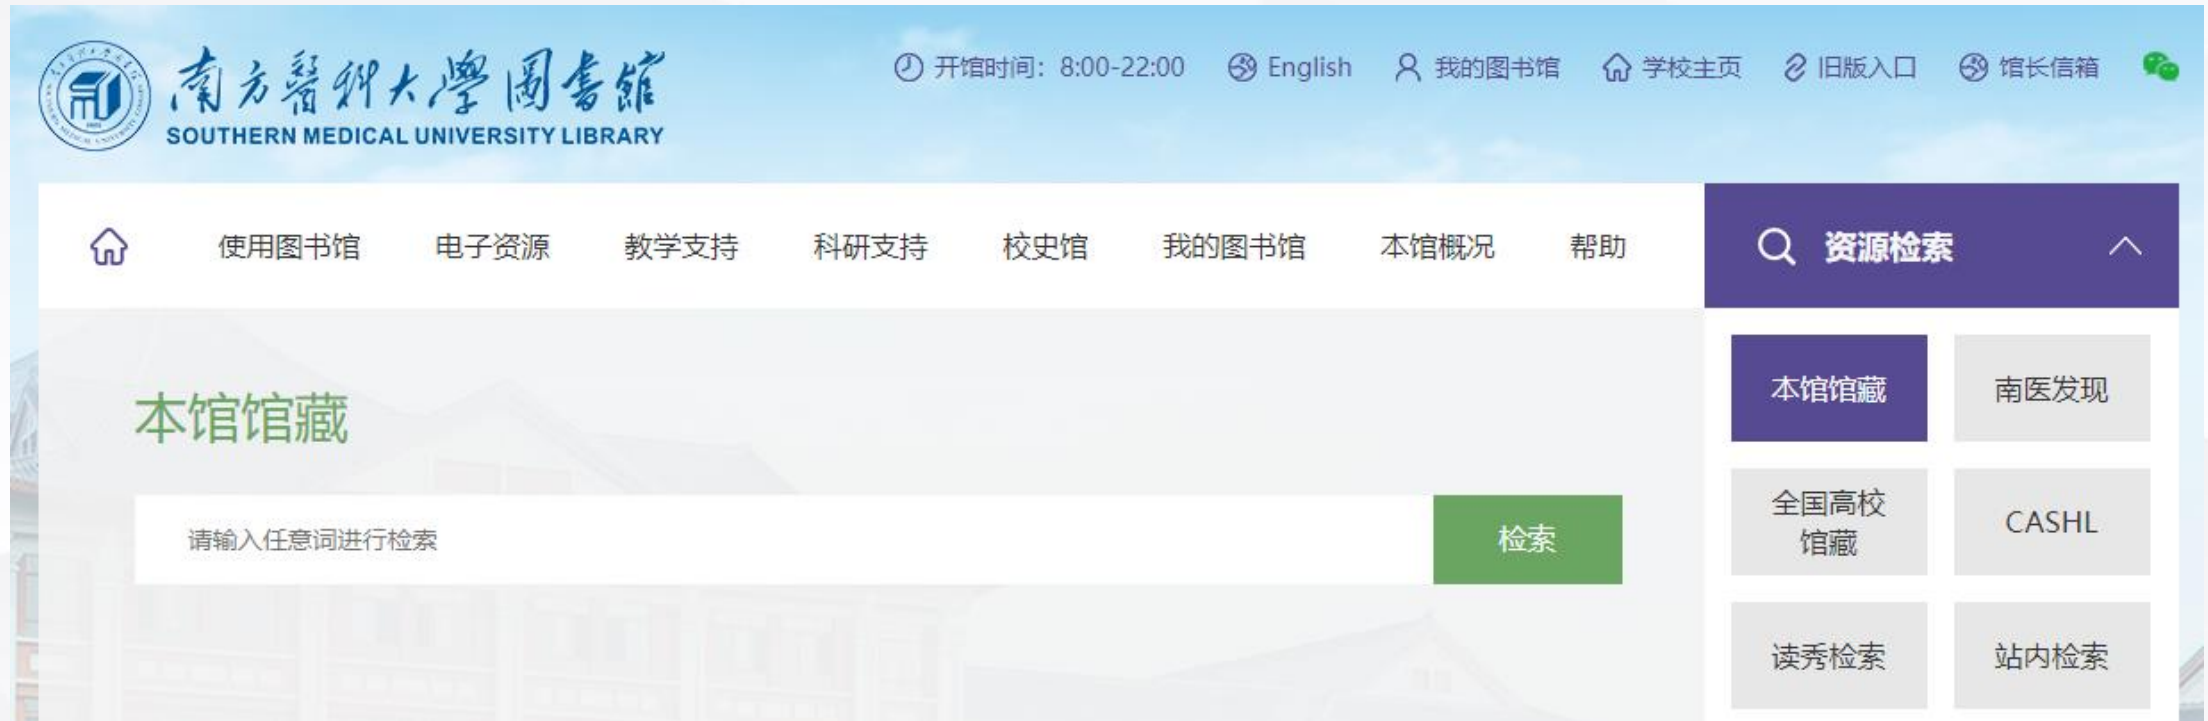 南方醫科大學圖書館
SOUTHERN MEDICAL UNIVERSITY LIBRARY
开馆时间：8:00-22:00 English 我的图书馆 学校主页 旧版入口 馆长信箱
使用图书馆 电子资源 教学支持 科研支持 校史馆 我的图书馆 本馆概况 帮助
资源检索
本馆馆藏
请输入任意词进行检索
检索
本馆馆藏 南医发现
全国高校
馆藏
CASHL
读秀检索 站内检索